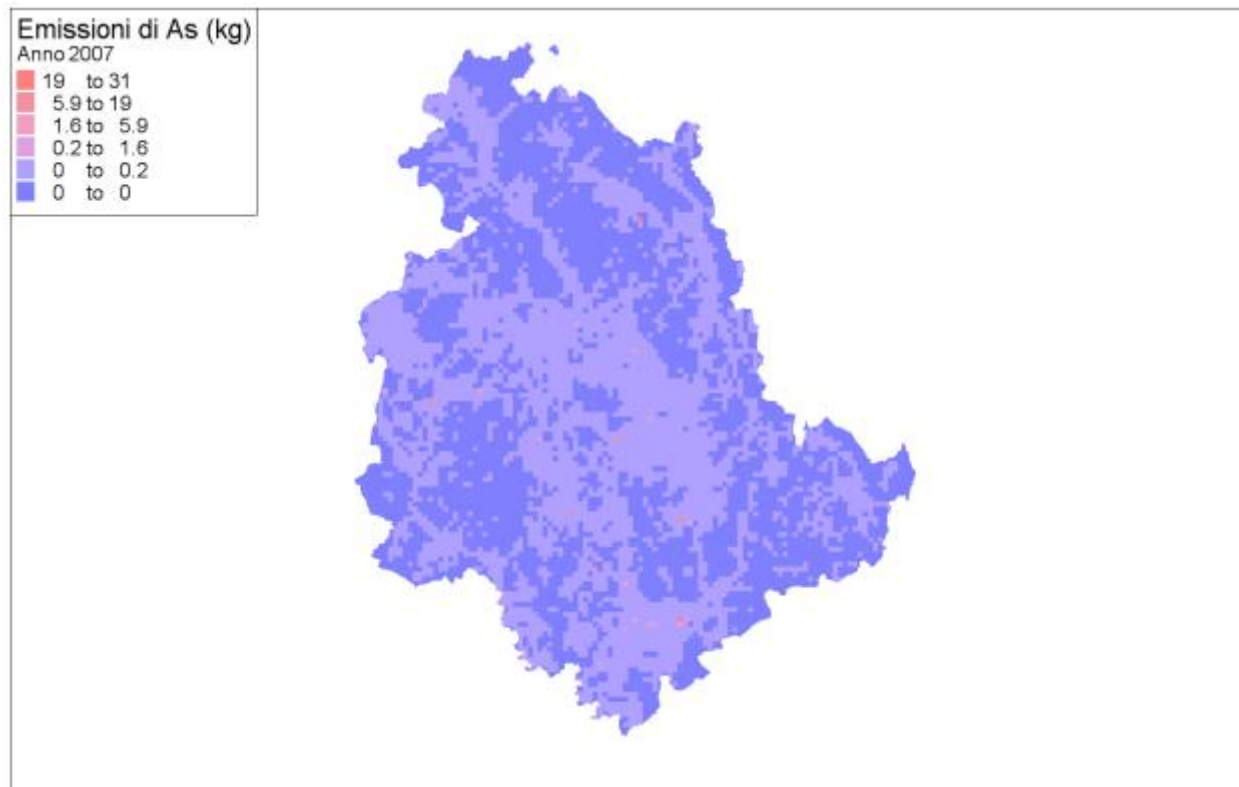 Emissioni di As (kg)
Anno 2007
19 to 31
5.9 to 19
1.6 to 5.9
0.2 to 1.6
0 to 0.2
0 to 0